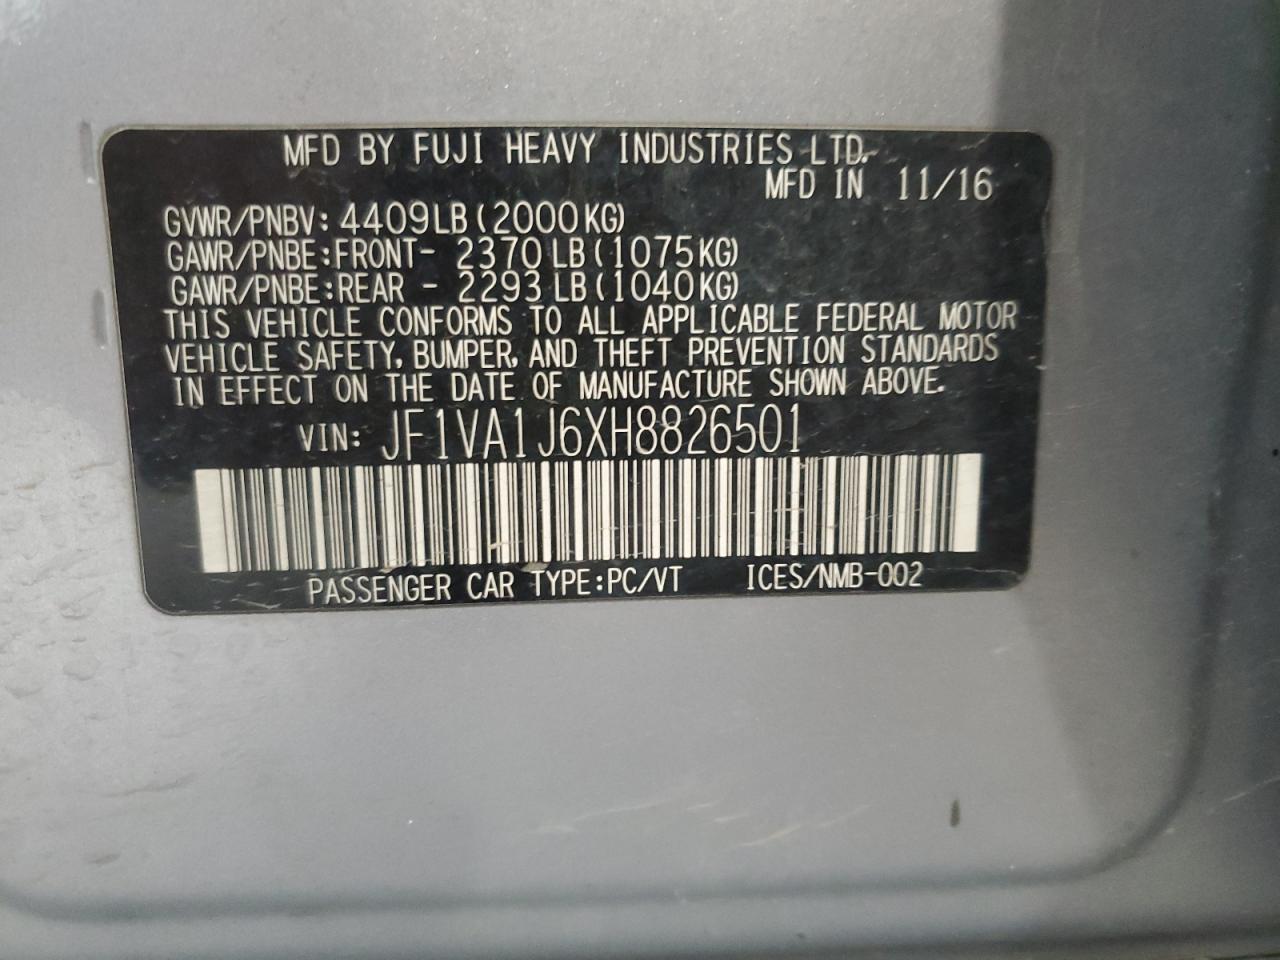 MFD BY FUJI HEAVY INDUSTRIES LTD.
MFD IN 11/16
GVWR/PNBV: 4409LB(2000KG)
GAWR/PNBE:FRONT- 2370LB(1075KG)
GAWR/PNBE:REAR - 2293LB(1040KG)
THIS VEHICLE CONFORMS TO ALL APPLICABLE FEDERAL MOTOR
VEHICLE SAFETY, BUMPER, AND THEFT PREVENTION STANDARDS
IN EFFECT ON THE DATE OF MANUFACTURE SHOWN ABOVE.
VIN: JF1VA1J6XH8826501
PASSENGER CAR TYPE:PC/VT ICES/NMB-002